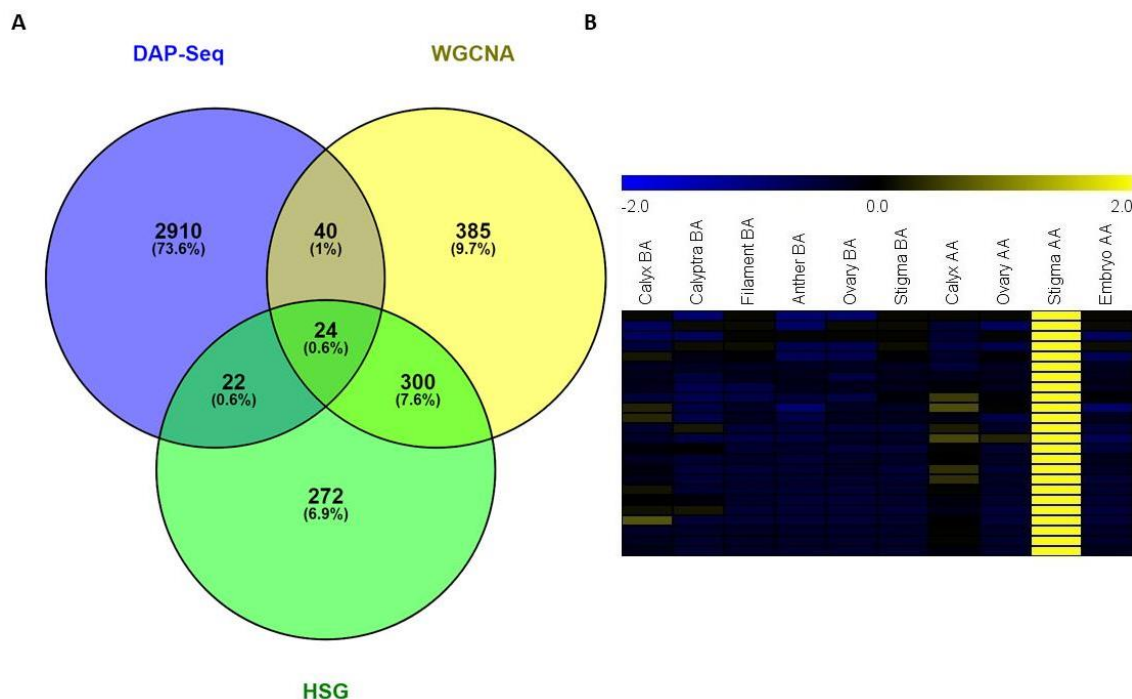 A
B
DAP-Seq
WGCNA
2910
(73.6%)
40
(1%)
385
(9.7%)
24
(0.6%)
22
(0.6%)
300
(7.6%)
272
(6.9%)
HSG
-2.0
0.0
2.0
Calyx BA
Calyptra BA
Filament BA
Anther BA
Ovary BA
Stigma BA
Calyx AA
Ovary AA
Stigma AA
Embryo AA